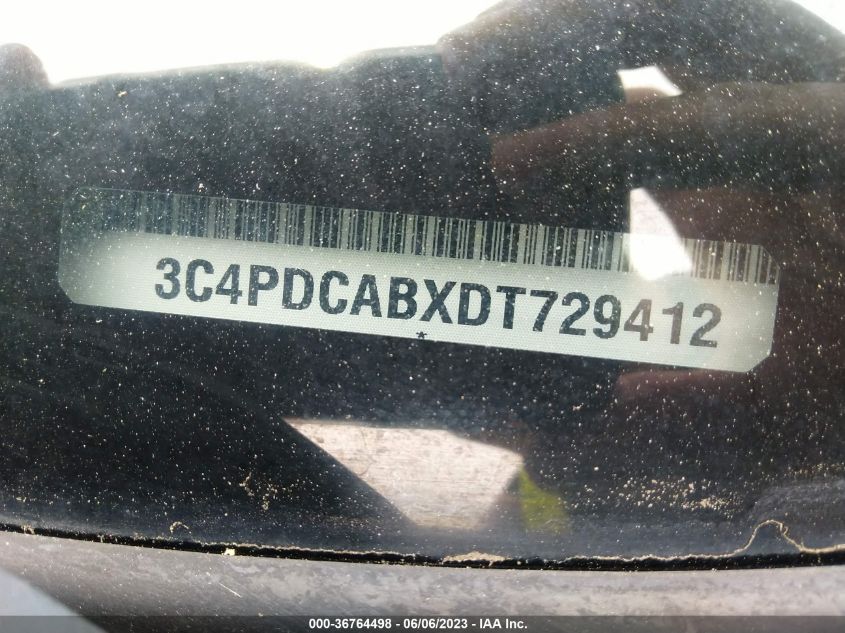 3C4PDCABXDT729412
*
000-36764498 - 06/06/2023 - IAA Inc.